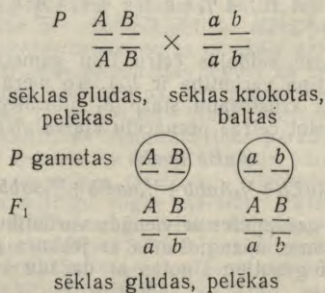 P A B × a b
A B a b
sēklas gludas, sēklas krokotas,
pelēkas baltas
P gametas A B a b
F₁ A B A B
a b a b
sēklas gludas, pelēkas